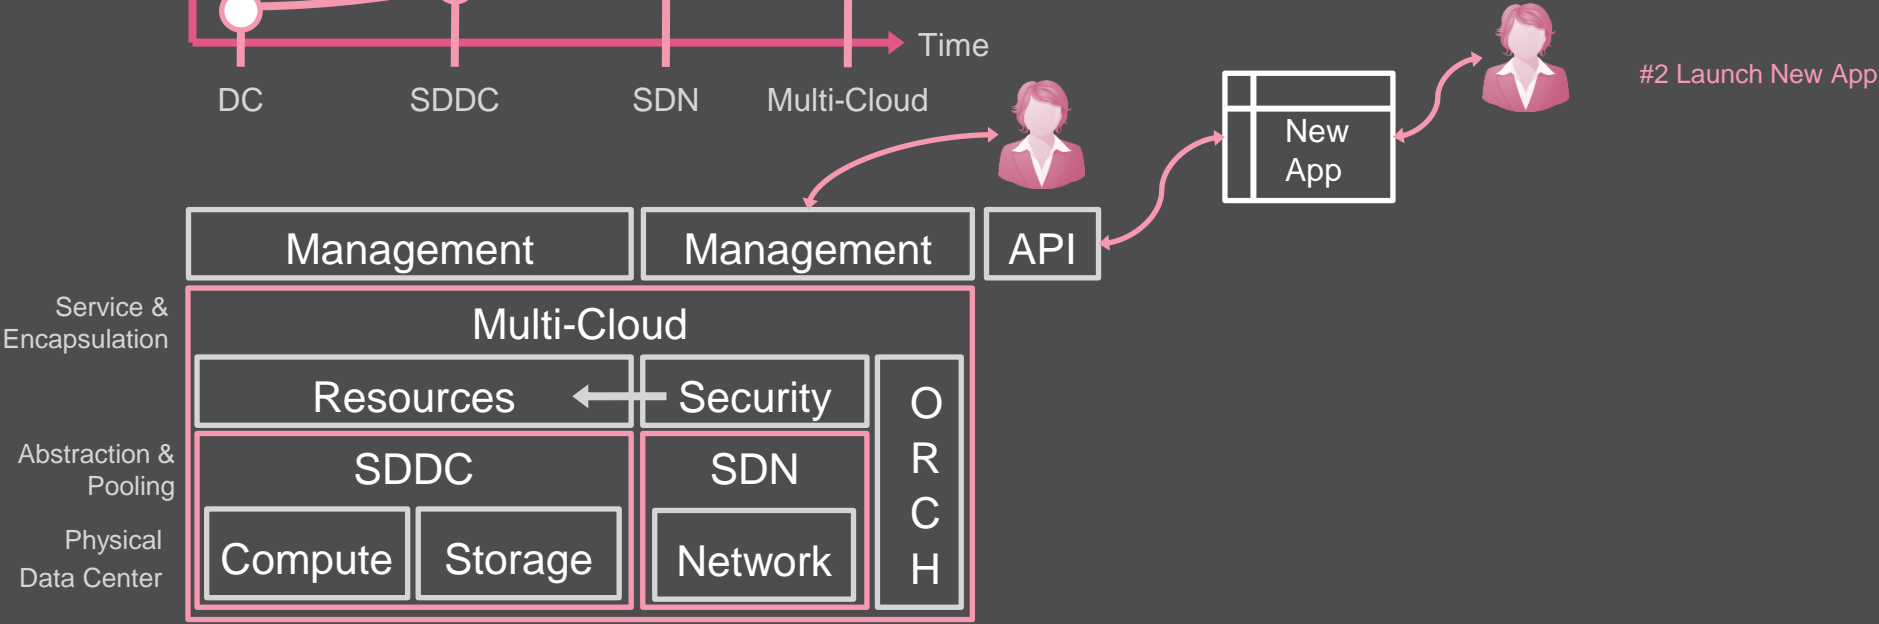 Time
DC
SDDC
SDN
Multi-Cloud
#2 Launch New App
New
App
Management
Management
API
Service &
Encapsulation
Multi-Cloud
Resources
Security
O
R
C
H
Abstraction &
Pooling
SDDC
SDN
Physical
Data Center
Compute
Storage
Network